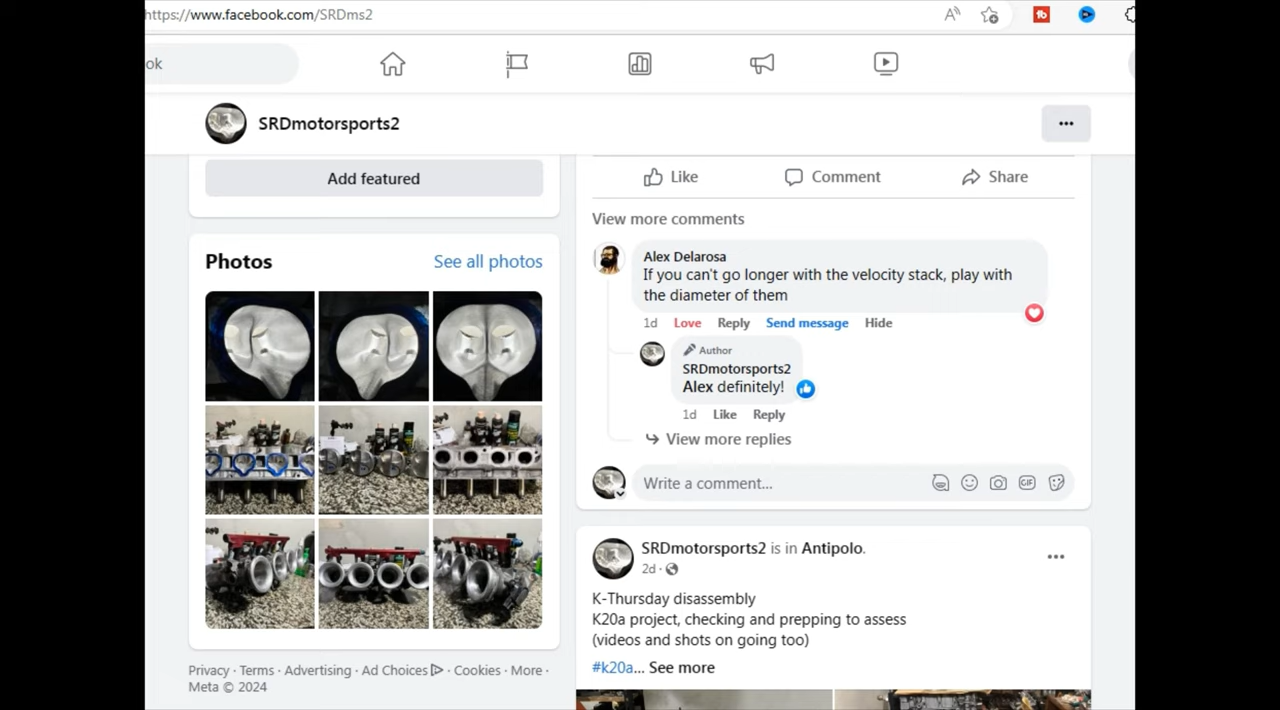 https://www.facebook.com/SRDms2
ok
SRDmotorsports2
Add featured
Photos
See all photos
Privacy · Terms · Advertising · Ad Choices · Cookies · More ·
Meta © 2024
Like
Comment
Share
View more comments
Alex Delarosa
If you can't go longer with the velocity stack, play with
the diameter of them
1d Love Reply Send message Hide
Author
SRDmotorsports2
Alex definitely!
1d Like Reply
View more replies
Write a comment...
GIF
SRDmotorsports2 is in Antipolo.
2d ·
K-Thursday disassembly
K20a project, checking and prepping to assess
(videos and shots on going too)
#k20a... See more